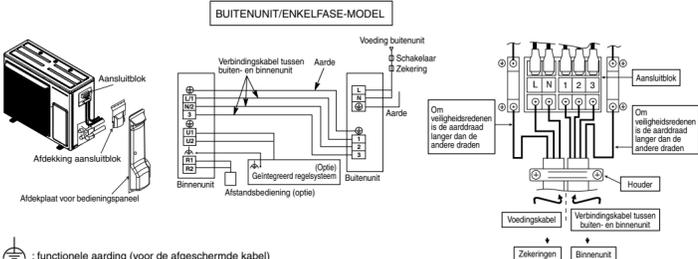 BUITENUNIT/ENKELFASE-MODEL
Aansluitblok
Afdekking aansluitblok
Afdekplaat voor bedieningspaneel
Verbindingskabel tussen
buiten- en binnenunit
Aarde
Voeding buitenunit
Schakelaar
Zekering
L/1
N/2
3
U1
U2
R1
R2
L
N
Aarde
1
2
3
(Optie)
Geïntegreerd regelsysteem
Binnenunit
Buitenunit
Afstandsbediening (optie)
L N 1 2 3
Aansluitblok
Om
veiligheidsredenen
is de aarddraad
langer dan de
andere draden
Om
veiligheidsredenen
is de aarddraad
langer dan de
andere draden
Houder
Voedingskabel
Verbindingskabel tussen
buiten- en binnenunit
Zekeringen
Binnenunit
: functionele aarding (voor de afgeschermde kabel)